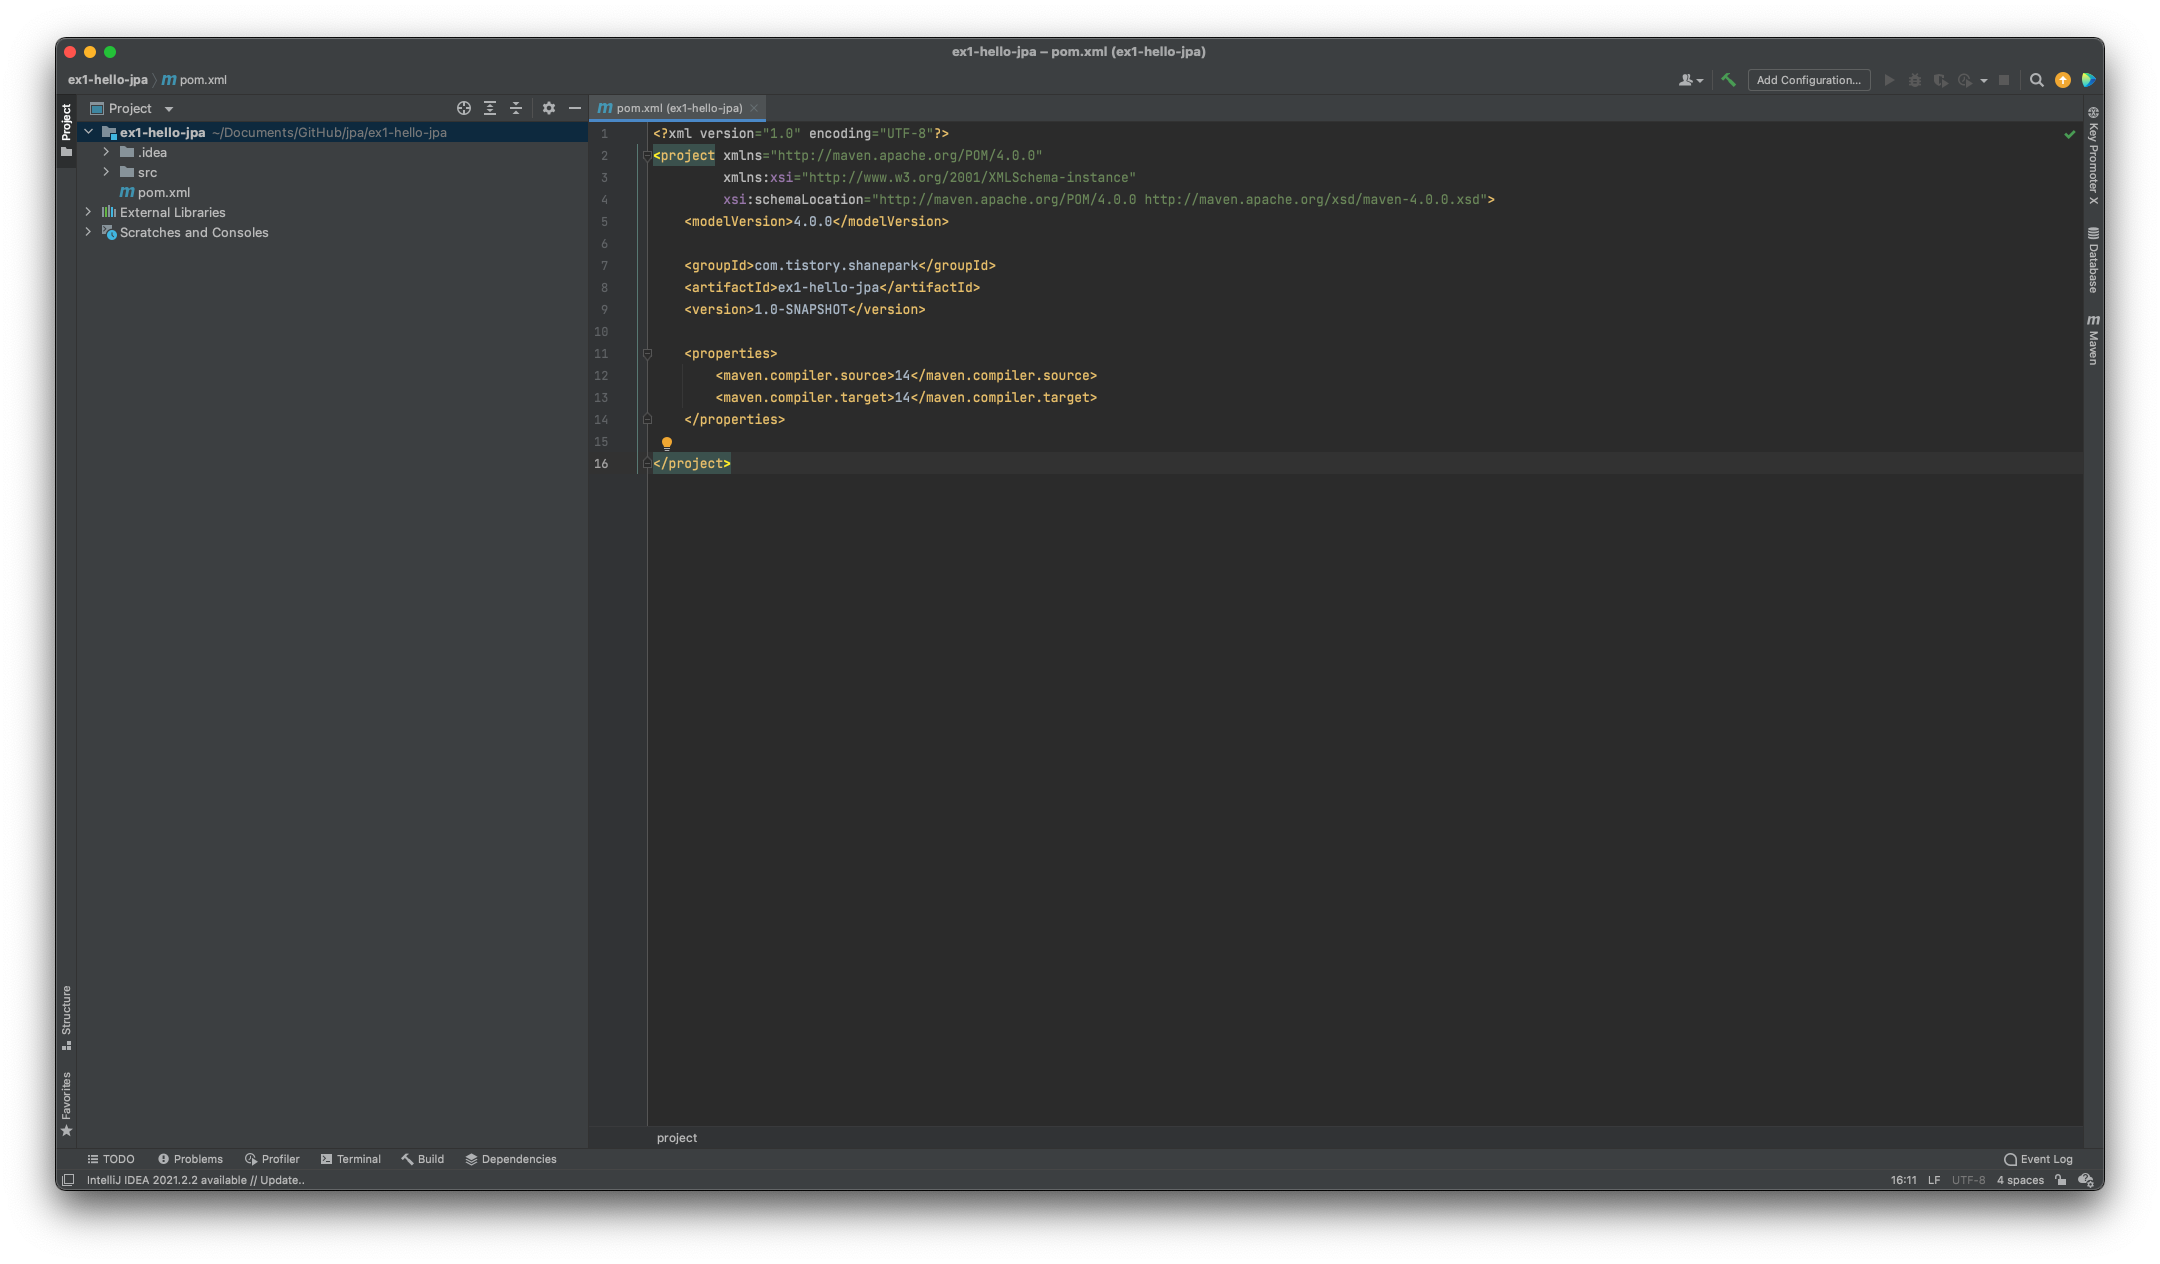 ex1-hello-jpa – pom.xml (ex1-hello-jpa)
ex1-hello-jpa
m pom.xml
Add Configuration...
Project
Project
pom.xml (ex1-hello-jpa)
ex1-hello-jpa ~/Documents/GitHub/jpa/ex1-hello-jpa
.idea
src
m pom.xml
External Libraries
Scratches and Consoles
1 <?xml version="1.0" encoding="UTF-8"?>
2 <project xmlns="http://maven.apache.org/POM/4.0.0"
3 xmlns:xsi="http://www.w3.org/2001/XMLSchema-instance"
4 xsi:schemaLocation="http://maven.apache.org/POM/4.0.0 http://maven.apache.org/xsd/maven-4.0.0.xsd">
5 <modelVersion>4.0.0</modelVersion>
6
7 <groupId>com.tistory.shanepark</groupId>
8 <artifactId>ex1-hello-jpa</artifactId>
9 <version>1.0-SNAPSHOT</version>
10
11 <properties>
12 <maven.compiler.source>14</maven.compiler.source>
13 <maven.compiler.target>14</maven.compiler.target>
14 </properties>
15
16 </project>
Key Promoter X
Database
m Maven
Structure
Favorites
project
TODO
Problems
Profiler
Terminal
Build
Dependencies
Event Log
IntelliJ IDEA 2021.2.2 available // Update..
16:11 LF UTF-8 4 spaces